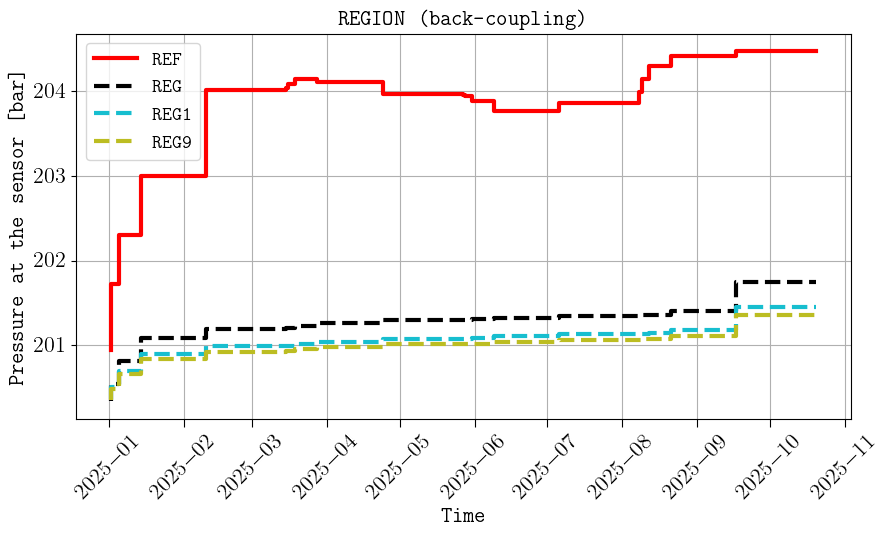 REGION (back-coupling)
REF
REG
REG1
REG9
Pressure at the sensor [bar]
204
203
202
201
2025-01
2025-02
2025-03
2025-04
2025-05
2025-06
2025-07
2025-08
2025-09
2025-10
2025-11
Time